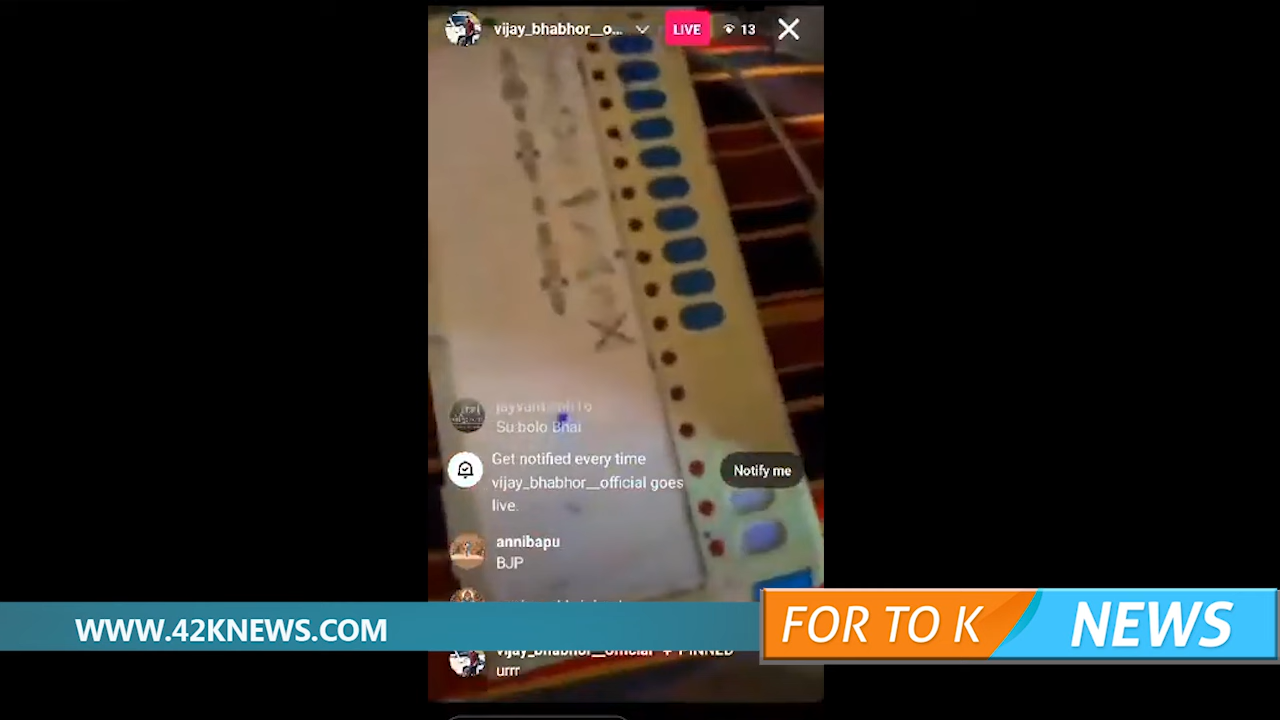 vijay_bhabhor__o...
LIVE
13
Su bolo Bhai
Get notified every time
vijay_bhabhor__official goes
live.
Notify me
annibapu
BJP
WWW.42KNEWS.COM
FOR TO K
NEWS
vijay_bhabhor__official
PINNED
urrr